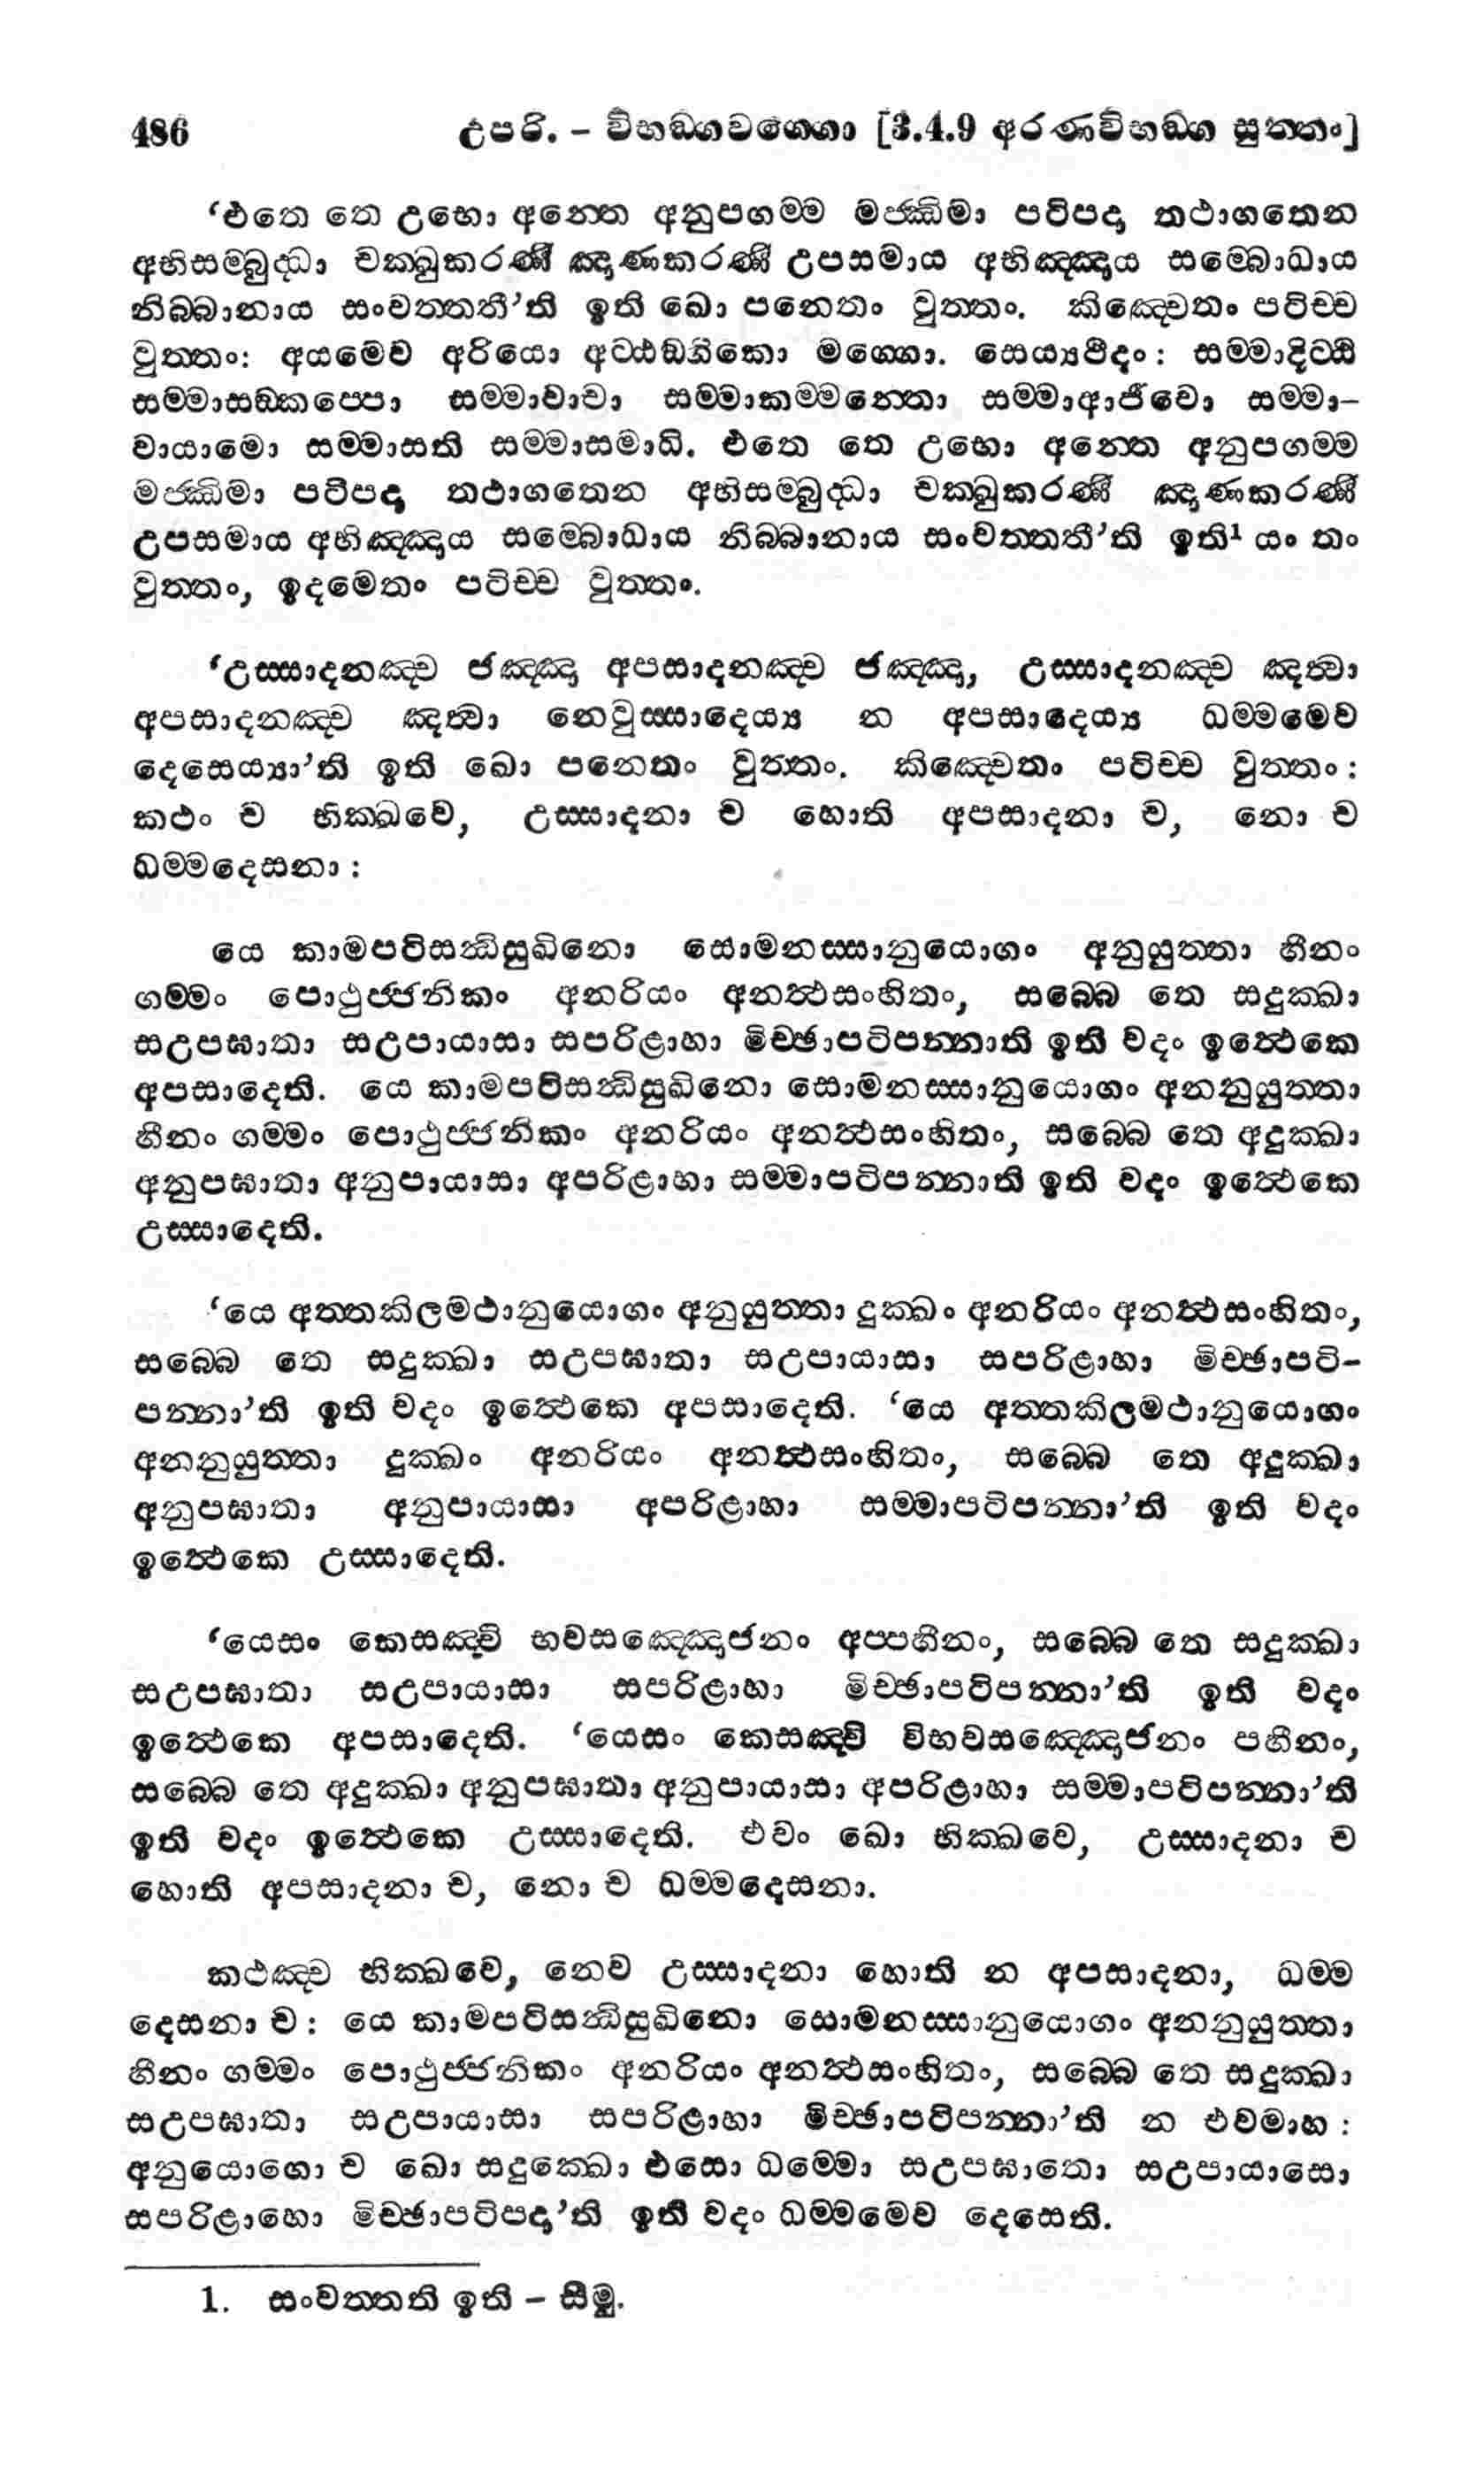 486 උපරි. – විභඞ්ගවග්ගො [3.4.9 අරණවිභඞ්ග සුත්තං]
‘එතෙ තෙ උභො අන්තෙ අනුපගම්ම මජ්ඣිමා පටිපදා තථාගතෙන
අභිසම්බුද්ධා චක්ඛුකරණී ඤාණකරණී උපසමාය අභිඤ්ඤාය සම්බොධාය
නිබ්බානාය සංවත්තතී’ති ඉති ඛො පනෙතං වුත්තං. කිඤ්චෙතං පටිච්ච
වුත්තං: අයමෙව අරියො අට්ඨඞ්ගිකො මග්ගො. සෙය්‍යථීදං: සම්මාදිට්ඨි
සම්මාසඞ්කප්පො සම්මාවාචා සම්මාකම්මන්තො සම්මාආජීවො සම්මා–
වායාමො සම්මාසති සම්මාසමාධි. එතෙ තෙ උභො අන්තෙ අනුපගම්ම
මජ්ඣිමා පටිපදා තථාගතෙන අභිසම්බුද්ධා චක්ඛුකරණී ඤාණකරණී
උපසමාය අභිඤ්ඤාය සම්බොධාය නිබ්බානාය සංවත්තතී’ති ඉති¹ යං තං
වුත්තං, ඉදමෙතං පටිච්ච වුත්තං.
‘උස්සාදනඤ්ච ජඤ්ඤා අපසාදනඤ්ච ජඤ්ඤා, උස්සාදනඤ්ච ඤත්වා
අපසාදනඤ්ච ඤත්වා නෙවුස්සාදෙය්‍ය න අපසාදෙය්‍ය ධම්මමෙව
දෙසෙය්‍යා’ති ඉති ඛො පනෙතං වුත්තං. කිඤ්චෙතං පටිච්ච වුත්තං:
කථං ච භික්ඛවෙ, උස්සාදනා ච හොති අපසාදනා ච, නො ච
ධම්මදෙසනා:
යෙ කාමපටිසන්ධිසුඛිනො සොමනස්සානුයොගං අනුයුත්තා හීනං
ගම්මං පොථුජ්ජනිකං අනරියං අනත්ථසංහිතං, සබ්බෙ තෙ සදුක්ඛා
සඋපඝාතා සඋපායාසා සපරිළාහා මිච්ඡාපටිපන්නාති ඉති වදං ඉත්ථෙකෙ
අපසාදෙති. යෙ කාමපටිසන්ධිසුඛිනො සොමනස්සානුයොගං අනනුයුත්තා
හීනං ගම්මං පොථුජ්ජනිකං අනරියං අනත්ථසංහිතං, සබ්බෙ තෙ අදුක්ඛා
අනුපඝාතා අනුපායාසා අපරිළාහා සම්මාපටිපන්නාති ඉති වදං ඉත්ථෙකෙ
උස්සාදෙති.
‘යෙ අත්තකිලමථානුයොගං අනුයුත්තා දුක්ඛං අනරියං අනත්ථසංහිතං,
සබ්බෙ තෙ සදුක්ඛා සඋපඝාතා සඋපායාසා සපරිළාහා මිච්ඡාපටි–
පන්නා’ති ඉති වදං ඉත්ථෙකෙ අපසාදෙති. ‘යෙ අත්තකිලමථානුයොගං
අනනුයුත්තා දුක්ඛං අනරියං අනත්ථසංහිතං, සබ්බෙ තෙ අදුක්ඛා
අනුපඝාතා අනුපායාසා අපරිළාහා සම්මාපටිපන්නා’ති ඉති වදං
ඉත්ථෙකෙ උස්සාදෙති.
‘යෙසං කෙසඤ්චි භවසඤ්ඤොජනං අප්පහීනං, සබ්බෙ තෙ සදුක්ඛා
සඋපඝාතා සඋපායාසා සපරිළාහා මිච්ඡාපටිපන්නා’ති ඉති වදං
ඉත්ථෙකෙ අපසාදෙති. ‘යෙසං කෙසඤ්චි විභවසඤ්ඤොජනං පහීනං,
සබ්බෙ තෙ අදුක්ඛා අනුපඝාතා අනුපායාසා අපරිළාහා සම්මාපටිපන්නා’ති
ඉති වදං ඉත්ථෙකෙ උස්සාදෙති. එවං ඛො භික්ඛවෙ, උස්සාදනා ච
හොති අපසාදනා ච, නො ච ධම්මදෙසනා.
කථඤ්ච භික්ඛවෙ, නෙව උස්සාදනා හොති න අපසාදනා, ධම්ම
දෙසනා ච: යෙ කාමපටිසන්ධිසුඛිනො සොමනස්සානුයොගං අනනුයුත්තා
හීනං ගම්මං පොථුජ්ජනිකං අනරියං අනත්ථසංහිතං, සබ්බෙ තෙ සදුක්ඛා
සඋපඝාතා සඋපායාසා සපරිළාහා මිච්ඡාපටිපන්නා’ති න එවමාහ:
අනුයොගො ච ඛො සදුක්ඛො එසො ධම්මො සඋපඝාතො සඋපායාසො
සපරිළාහො මිච්ඡාපටිපදා’ති ඉති වදං ධම්මමෙව දෙසෙති.
1. සංවත්තති ඉති – සීමු.